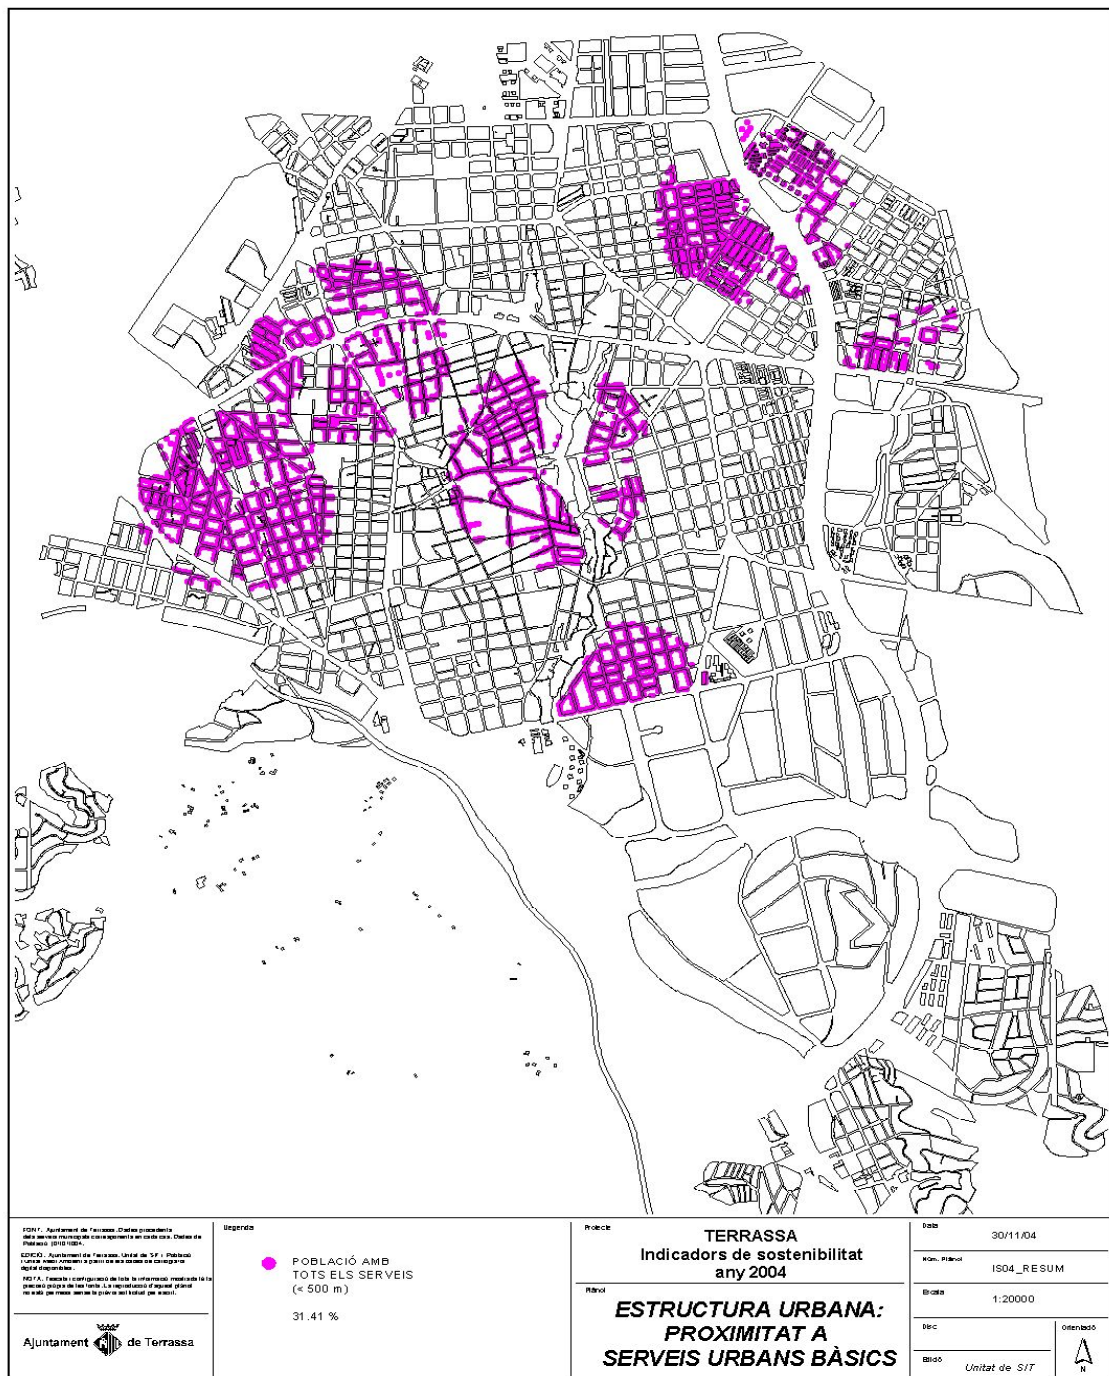 Llegenda
POBLACIÓ AMB
TOTS ELS SERVEIS
(< 500 m)
31.41 %
Ajuntament de Terrassa
Projecte
TERRASSA
Indicadors de sostenibilitat
any 2004
Plànol
ESTRUCTURA URBANA:
PROXIMITAT A
SERVEIS URBANS BÀSICS
Data
30/11/04
Núm. Plànol
IS04_RESUM
Escala
1:20000
Disc
Edició
Unitat de SIT
Orientació
N